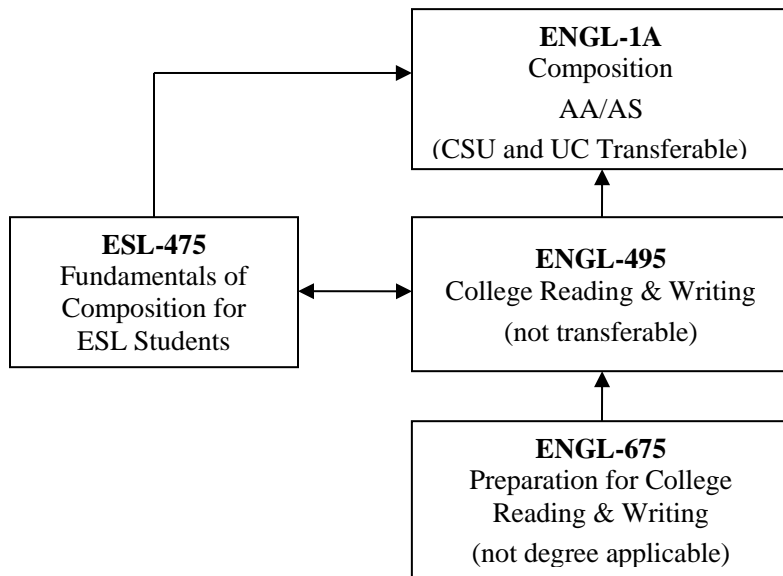 ENGL-1A
Composition
AA/AS
(CSU and UC Transferable)
ESL-475
Fundamentals of
Composition for
ESL Students
ENGL-495
College Reading & Writing
(not transferable)
ENGL-675
Preparation for College
Reading & Writing
(not degree applicable)